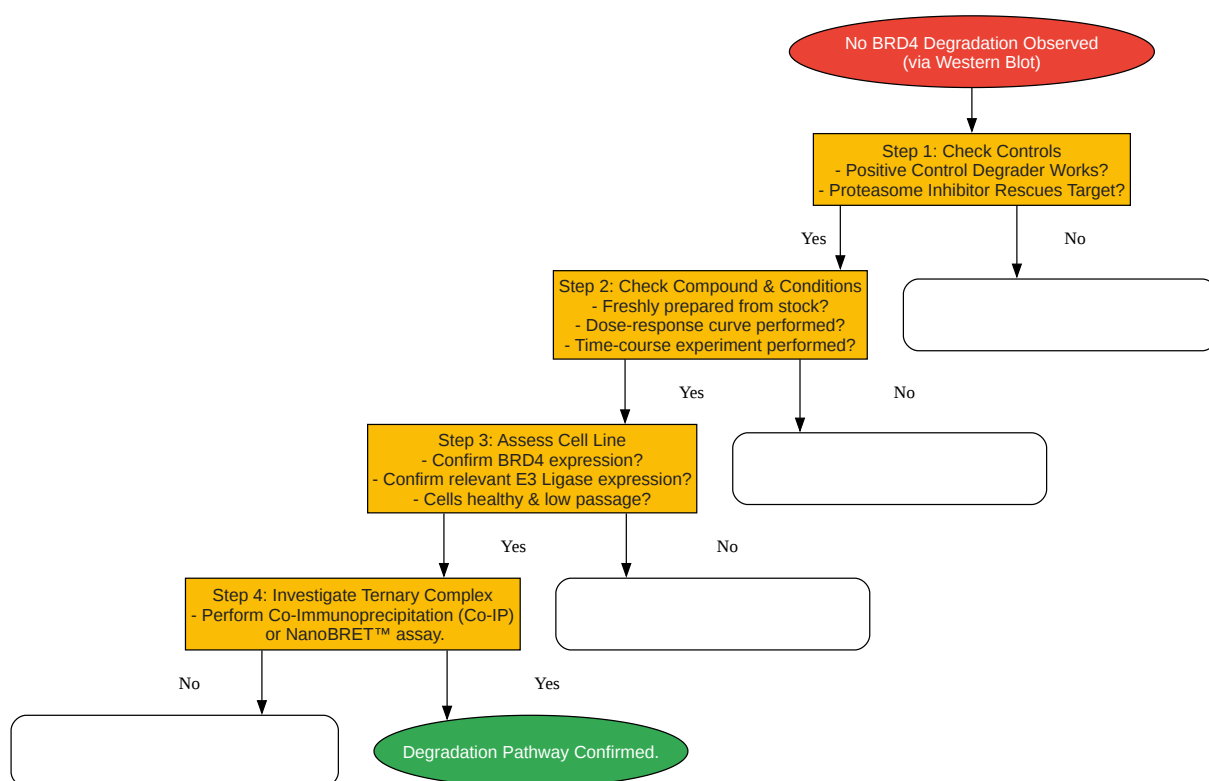 No BRD4 Degradation Observed
(via Western Blot)
Step 1: Check Controls
- Positive Control Degrader Works?
- Proteasome Inhibitor Rescues Target?
Yes
No
Step 2: Check Compound & Conditions
- Freshly prepared from stock?
- Dose-response curve performed?
- Time-course experiment performed?
Yes
No
Step 3: Assess Cell Line
- Confirm BRD4 expression?
- Confirm relevant E3 Ligase expression?
- Cells healthy & low passage?
Yes
No
Step 4: Investigate Ternary Complex
- Perform Co-Immunoprecipitation (Co-IP)
or NanoBRET™ assay.
No
Yes
Degradation Pathway Confirmed.